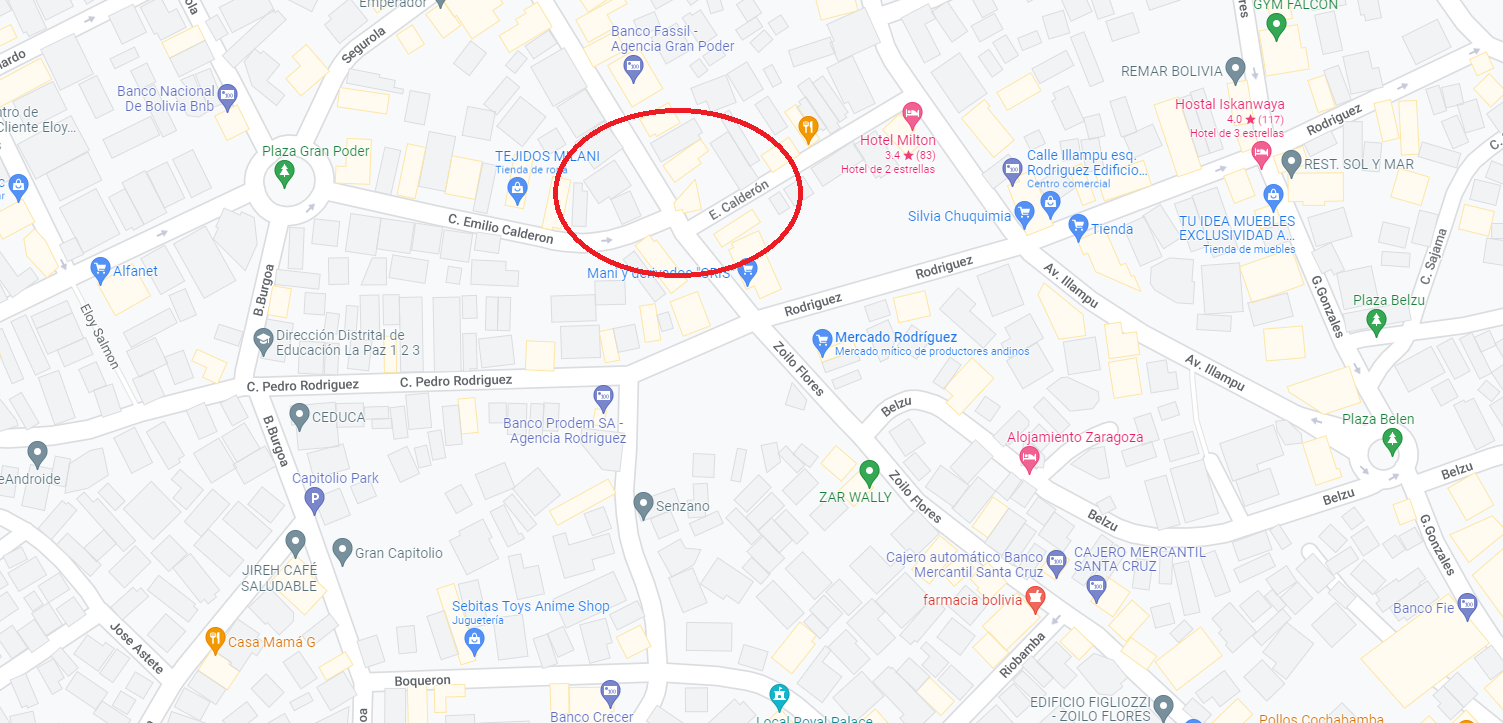 Emperador
GYM FALCON
Banco Fassil -
Agencia Gran Poder
Segurola
REMAR BOLIVIA
Banco Nacional
De Bolivia Bnb
Hostal Iskanwaya
4.0 ★ (117)
Hotel de 3 estrellas
Rodriguez
Cliente Eloy...
Hotel Milton
3.4 ★ (83)
Hotel de 2 estrellas
Plaza Gran Poder
TEJIDOS MILANI
Tienda de ropa
Calle Illampu esq.
Rodriguez Edificio...
Centro comercial
REST. SOL Y MAR
E. Calderón
C. Emilio Calderon
Silvia Chuquimia
Tienda
TU IDEA MUEBLES
EXCLUSIVIDAD A...
Tienda de muebles
C. Sajama
Alfanet
Mani y derivados "CRIS"
Rodriguez
Av. Illampu
B.Burgoa
G.Gonzales
Rodriguez
Plaza Belzu
Eloy Salmon
Dirección Distrital de
Educación La Paz 1 2 3
Mercado Rodríguez
Mercado mítico de productores andinos
Zoilo Flores
Av. Illampu
C. Pedro Rodriguez
C. Pedro Rodriguez
CEDUCA
Banco Prodem SA -
Agencia Rodriguez
Belzu
Plaza Belen
B.Burgoa
Alojamiento Zaragoza
eAndroide
Capitolio Park
P
Senzano
ZAR WALLY
Zoilo Flores
Belzu
Belzu
Belzu
G.Gonzales
Gran Capitolio
JIREH CAFÉ
SALUDABLE
Cajero automático Banco
Mercantil Santa Cruz
CAJERO MERCANTIL
SANTA CRUZ
farmacia bolivia
Banco Fie
Sebitas Toys Anime Shop
Juguetería
Jose Astete
Casa Mamá G
Riobamba
Boqueron
Banco Crecer
Local Royal Palace
EDIFICIO FIGLIOZZI
- ZOILO FLORES
Pollos Cochabamba